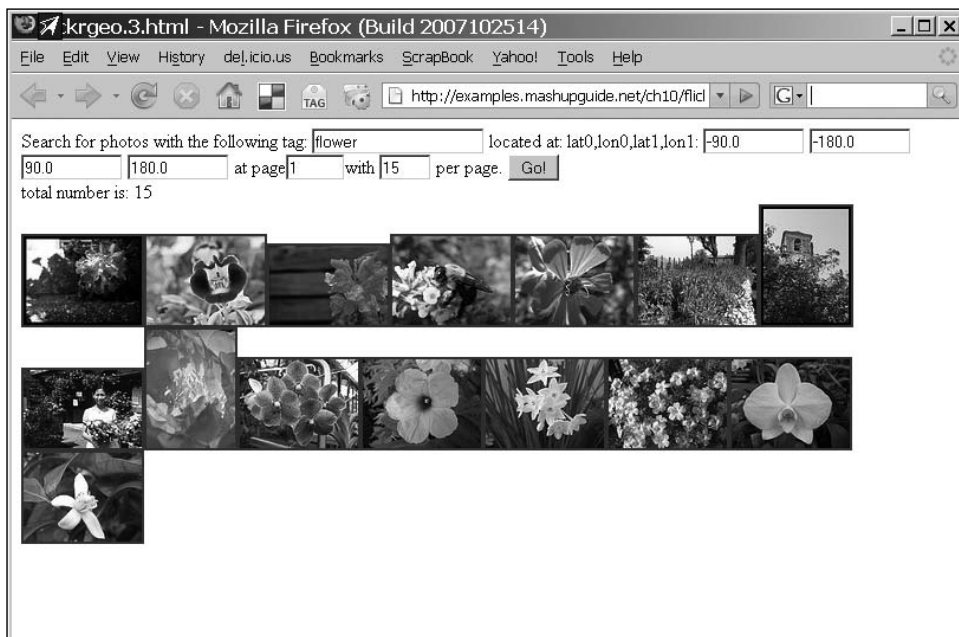 ckrgeo.3.html - Mozilla Firefox (Build 2007102514)
File Edit View History del.icio.us Bookmarks ScrapBook Yahoo! Tools Help
TAG http://examples.mashupguide.net/ch10/flicl G
Search for photos with the following tag: flower located at: lat0,lon0,lat1,lon1: -90.0 -180.0
90.0 180.0 at page 1 with 15 per page. Go!
total number is: 15